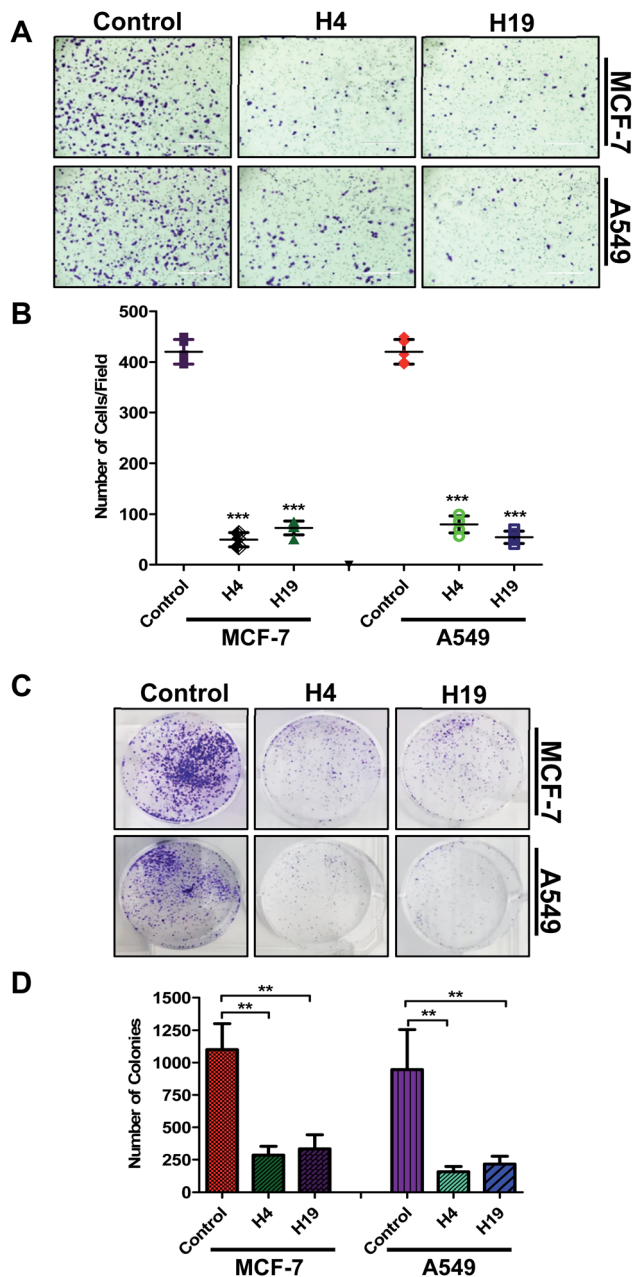 A
Control H4 H19
MCF-7
A549
B
500
400
300
200
100
0
Number of Cells/Field
*** *** *** ***
Control H4 H19 Control H4 H19
MCF-7 A549
C
Control H4 H19
MCF-7
A549
D
1500
1250
1000
750
500
250
0
Number of Colonies
** **
** **
Control H4 H19 Control H4 H19
MCF-7 A549